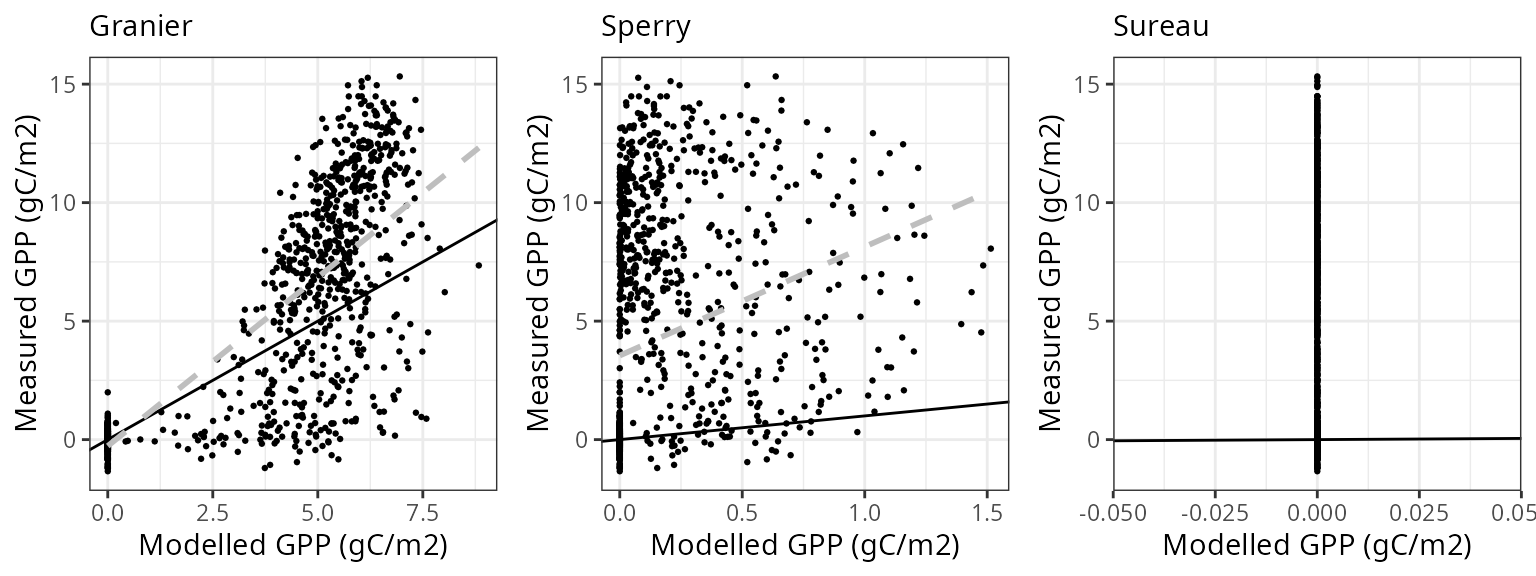 Granier
Sperry
Sureau
15
10
5
0
Measured GPP (gC/m2)
0.0
2.5
5.0
7.5
Modelled GPP (gC/m2)
15
10
5
0
Measured GPP (gC/m2)
0.0
0.5
1.0
1.5
Modelled GPP (gC/m2)
15
10
5
0
Measured GPP (gC/m2)
-0.050
-0.025
0.000
0.025
0.05
Modelled GPP (gC/m2)